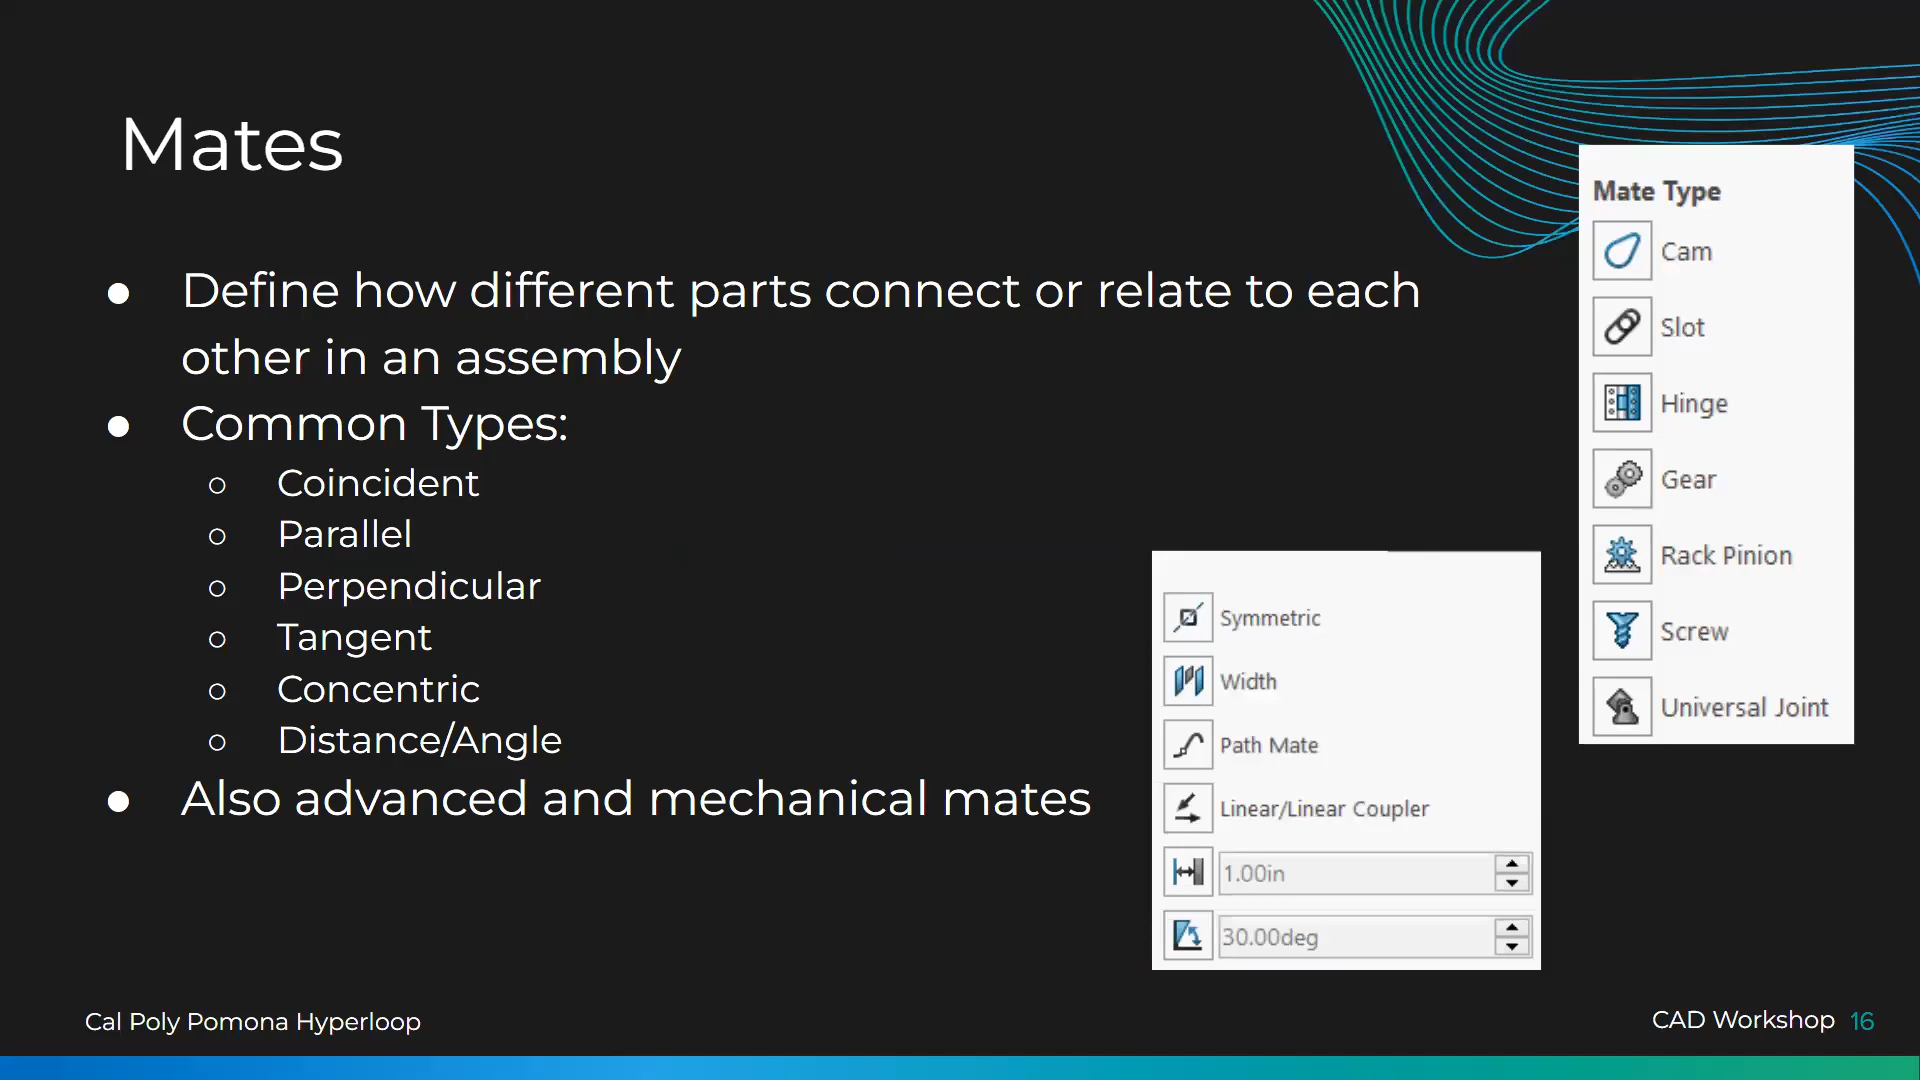 Mates
● Define how different parts connect or relate to each
other in an assembly
● Common Types:
○ Coincident
○ Parallel
○ Perpendicular
○ Tangent
○ Concentric
○ Distance/Angle
● Also advanced and mechanical mates
Symmetric
Width
Path Mate
Linear/Linear Coupler
1.00in
30.00deg
Mate Type
Cam
Slot
Hinge
Gear
Rack Pinion
Screw
Universal Joint
Cal Poly Pomona Hyperloop
CAD Workshop 16